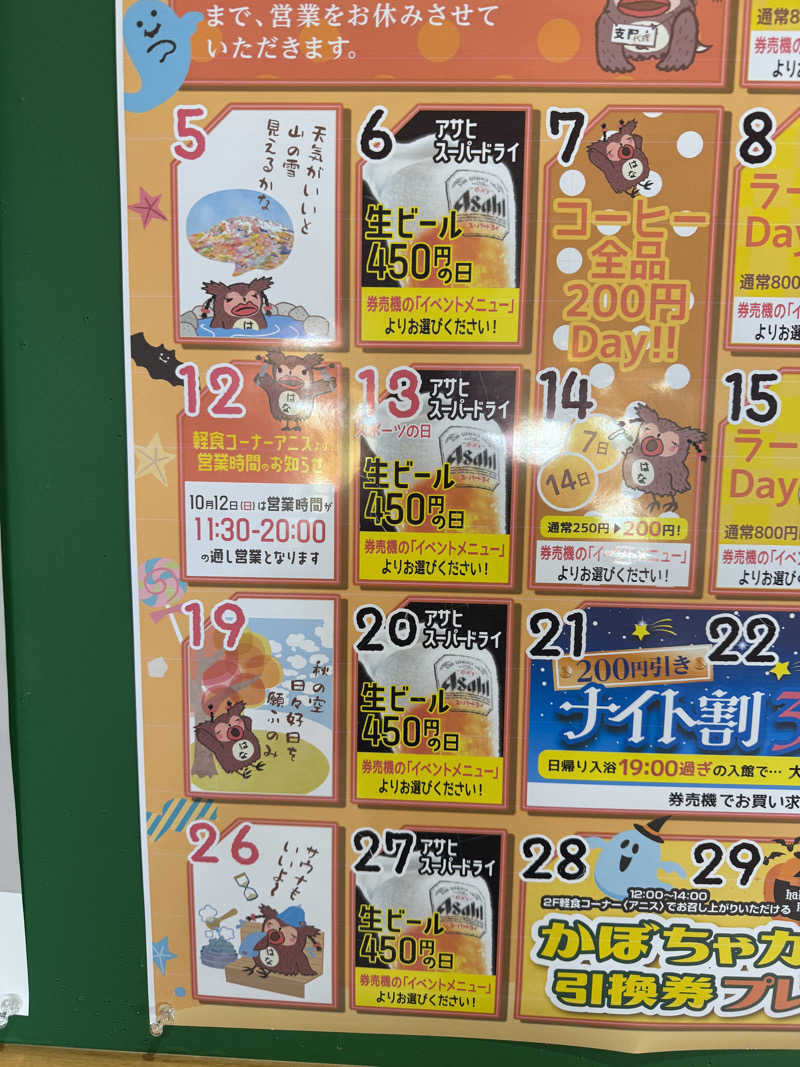 まで、営業をお休みさせて
いただきます。
通常8
券売機
より
5
天気がいいと
山の雪
見えるかな
は
6
アサヒ
スーパードライ
Asahi
生ビール
450円の日
券売機の「イベントメニュー」
よりお選びください！
7
はな
コーヒー
全品
200円
Day!!
8
ラー
Day
通常800
券売機の「イ
よりお
12
はな
軽食コーナーアニス
営業時間のお知らせ
10月12日(日)は営業時間が
11:30-20:00
の通し営業となります
13
スポーツの日
アサヒ
スーパードライ
Asahi
生ビール
450円の日
券売機の「イベントメニュー」
よりお選びください！
14
7日
14日
はな
通常250円▶200円！
券売機の「イベントメニュー」
よりお選びください！
15
ラー
Day
通常800円
券売機の「イベ
よりお選
19
秋の空
日々好日を
願ふのみ
はな
20
アサヒ
スーパードライ
Asahi
生ビール
450円の日
券売機の「イベントメニュー」
よりお選びください！
21
22
200円引き
ナイト割
日帰り入浴19:00過ぎの入館で…大
券売機でお買い求
26
サウナも
いいよ〜
はな
27
アサヒ
スーパードライ
Asahi
生ビール
450円の日
券売機の「イベントメニュー」
よりお選びください！
28
29
12:00〜14:00
2F軽食コーナー〈アニス〉でお召し上がりいただける
かぼちゃカ
引換券プレ